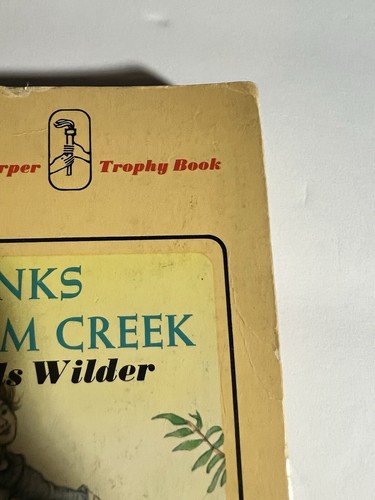 rper Trophy Book
NKS
M CREEK
ls Wilder